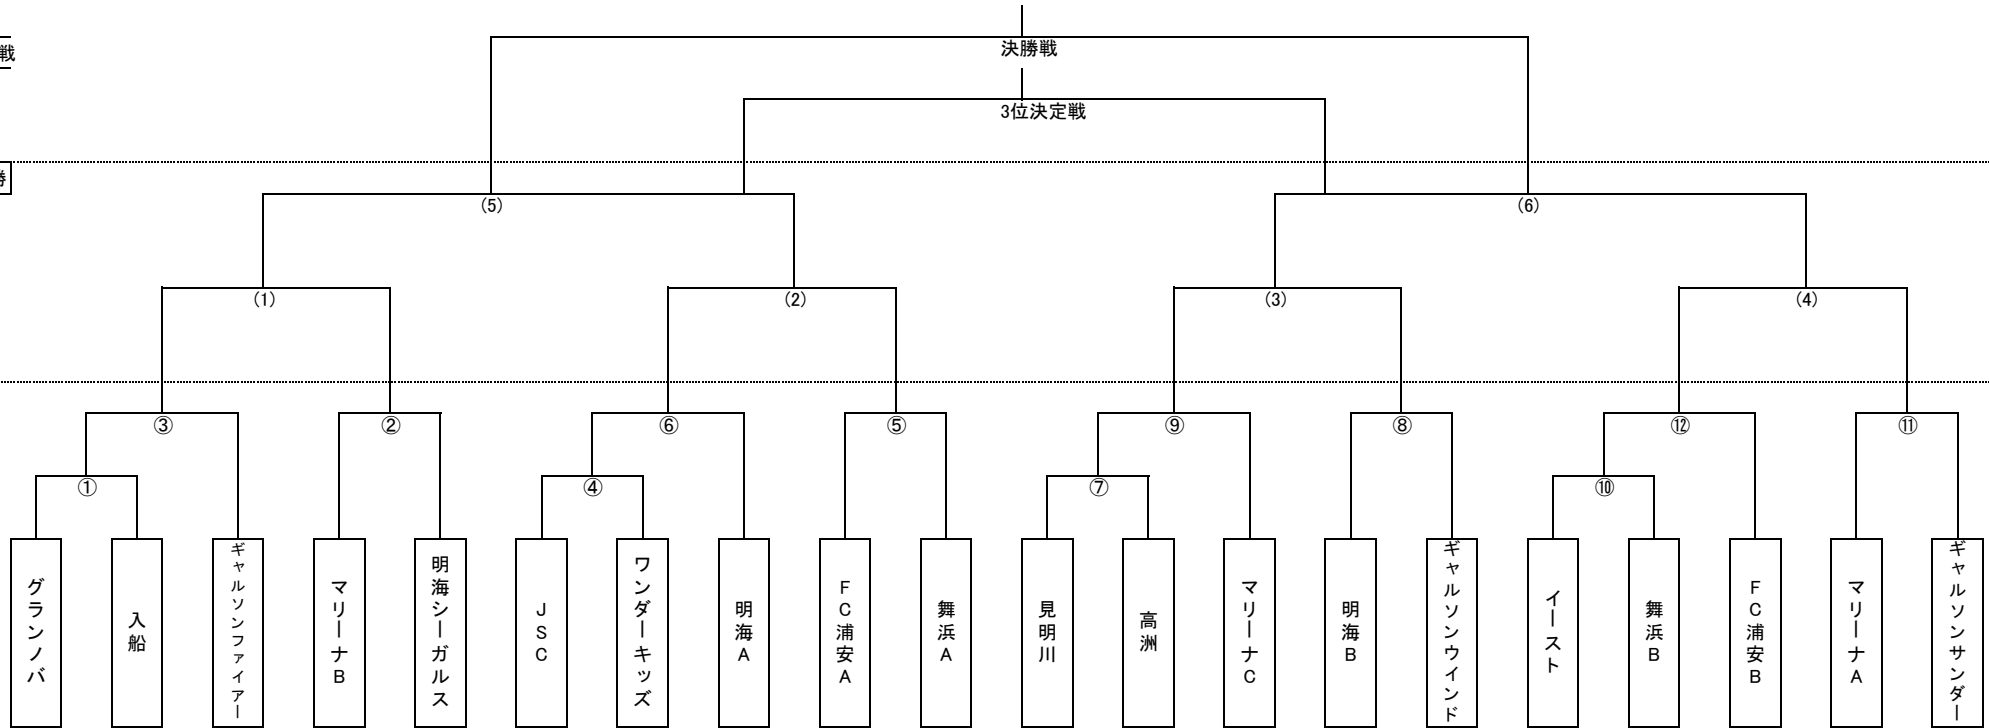 戦
決勝戦
3位決定戦
勝
(5)
(6)
(1)
(2)
(3)
(4)
③
②
⑥
⑤
⑨
⑧
⑫
⑪
①
④
⑦
⑩
グランノバ
入船
ギャルソンファイアー
マリーナB
明海シーガルス
JSC
ワンダーキッズ
明海A
FC浦安A
舞浜A
見明川
高洲
マリーナC
明海B
ギャルソンウインド
イースト
舞浜B
FC浦安B
マリーナA
ギャルソンサンダー